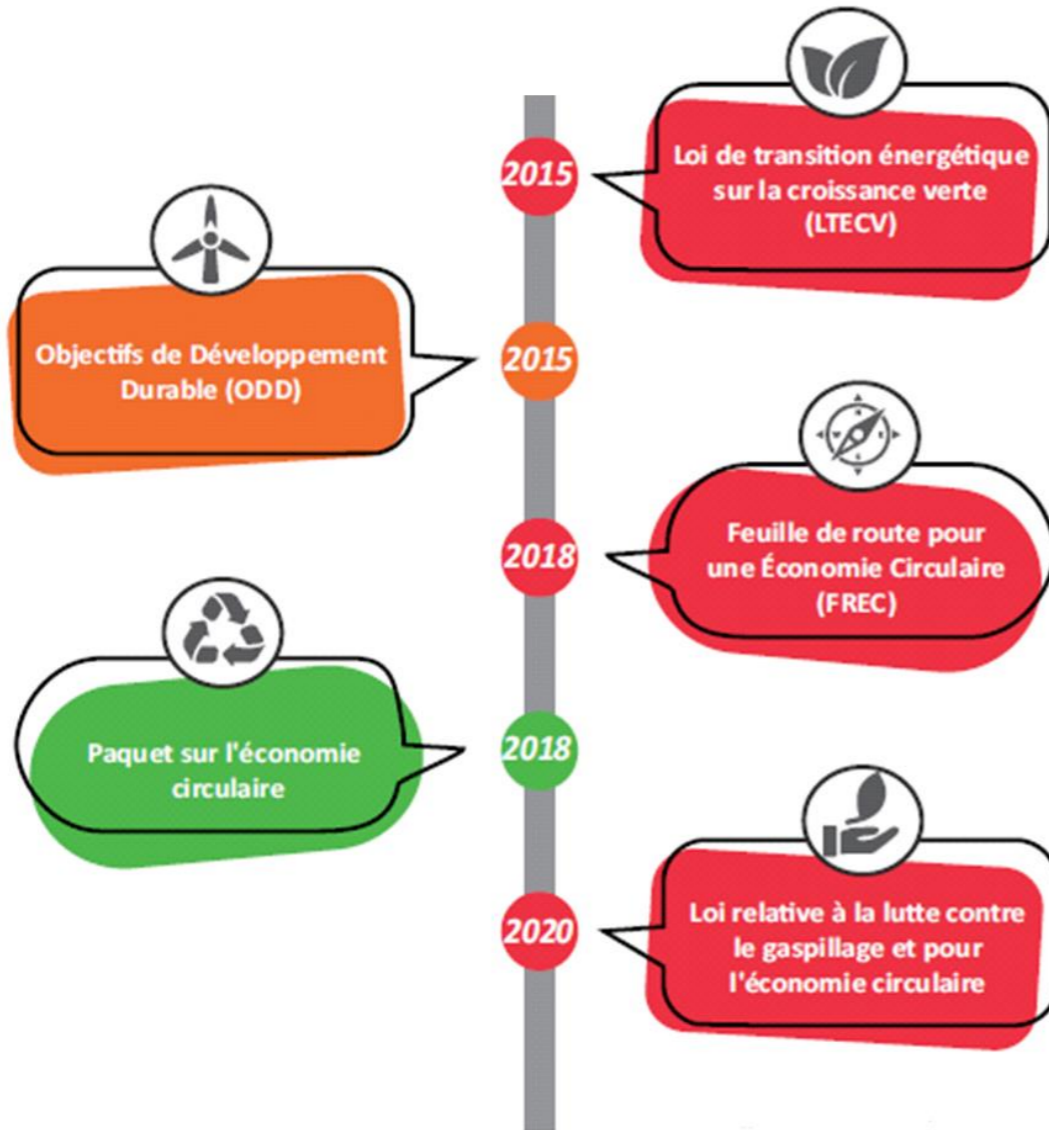 2015
Loi de transition énergétique
sur la croissance verte
(LTECV)
Objectifs de Développement
Durable (ODD)
2015
2018
Feuille de route pour
une Économie Circulaire
(FREC)
Paquet sur l'économie
circulaire
2018
2020
Loi relative à la lutte contre
le gaspillage et pour
l'économie circulaire